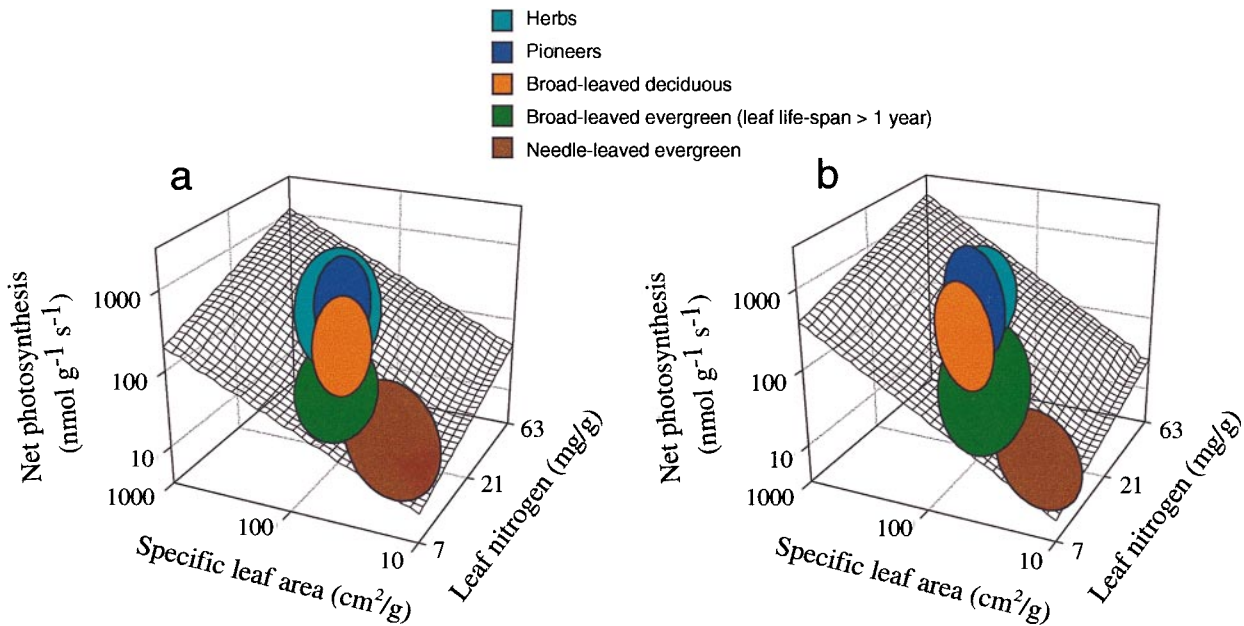 Herbs
Pioneers
Broad-leaved deciduous
Broad-leaved evergreen (leaf life-span > 1 year)
Needle-leaved evergreen
a
Net photosynthesis
(nmol g⁻¹ s⁻¹)
1000
100
10
1000
100
10
Specific leaf area (cm²/g)
7
21
63
Leaf nitrogen (mg/g)
b
Net photosynthesis
(nmol g⁻¹ s⁻¹)
1000
100
10
1000
100
10
Specific leaf area (cm²/g)
7
21
63
Leaf nitrogen (mg/g)